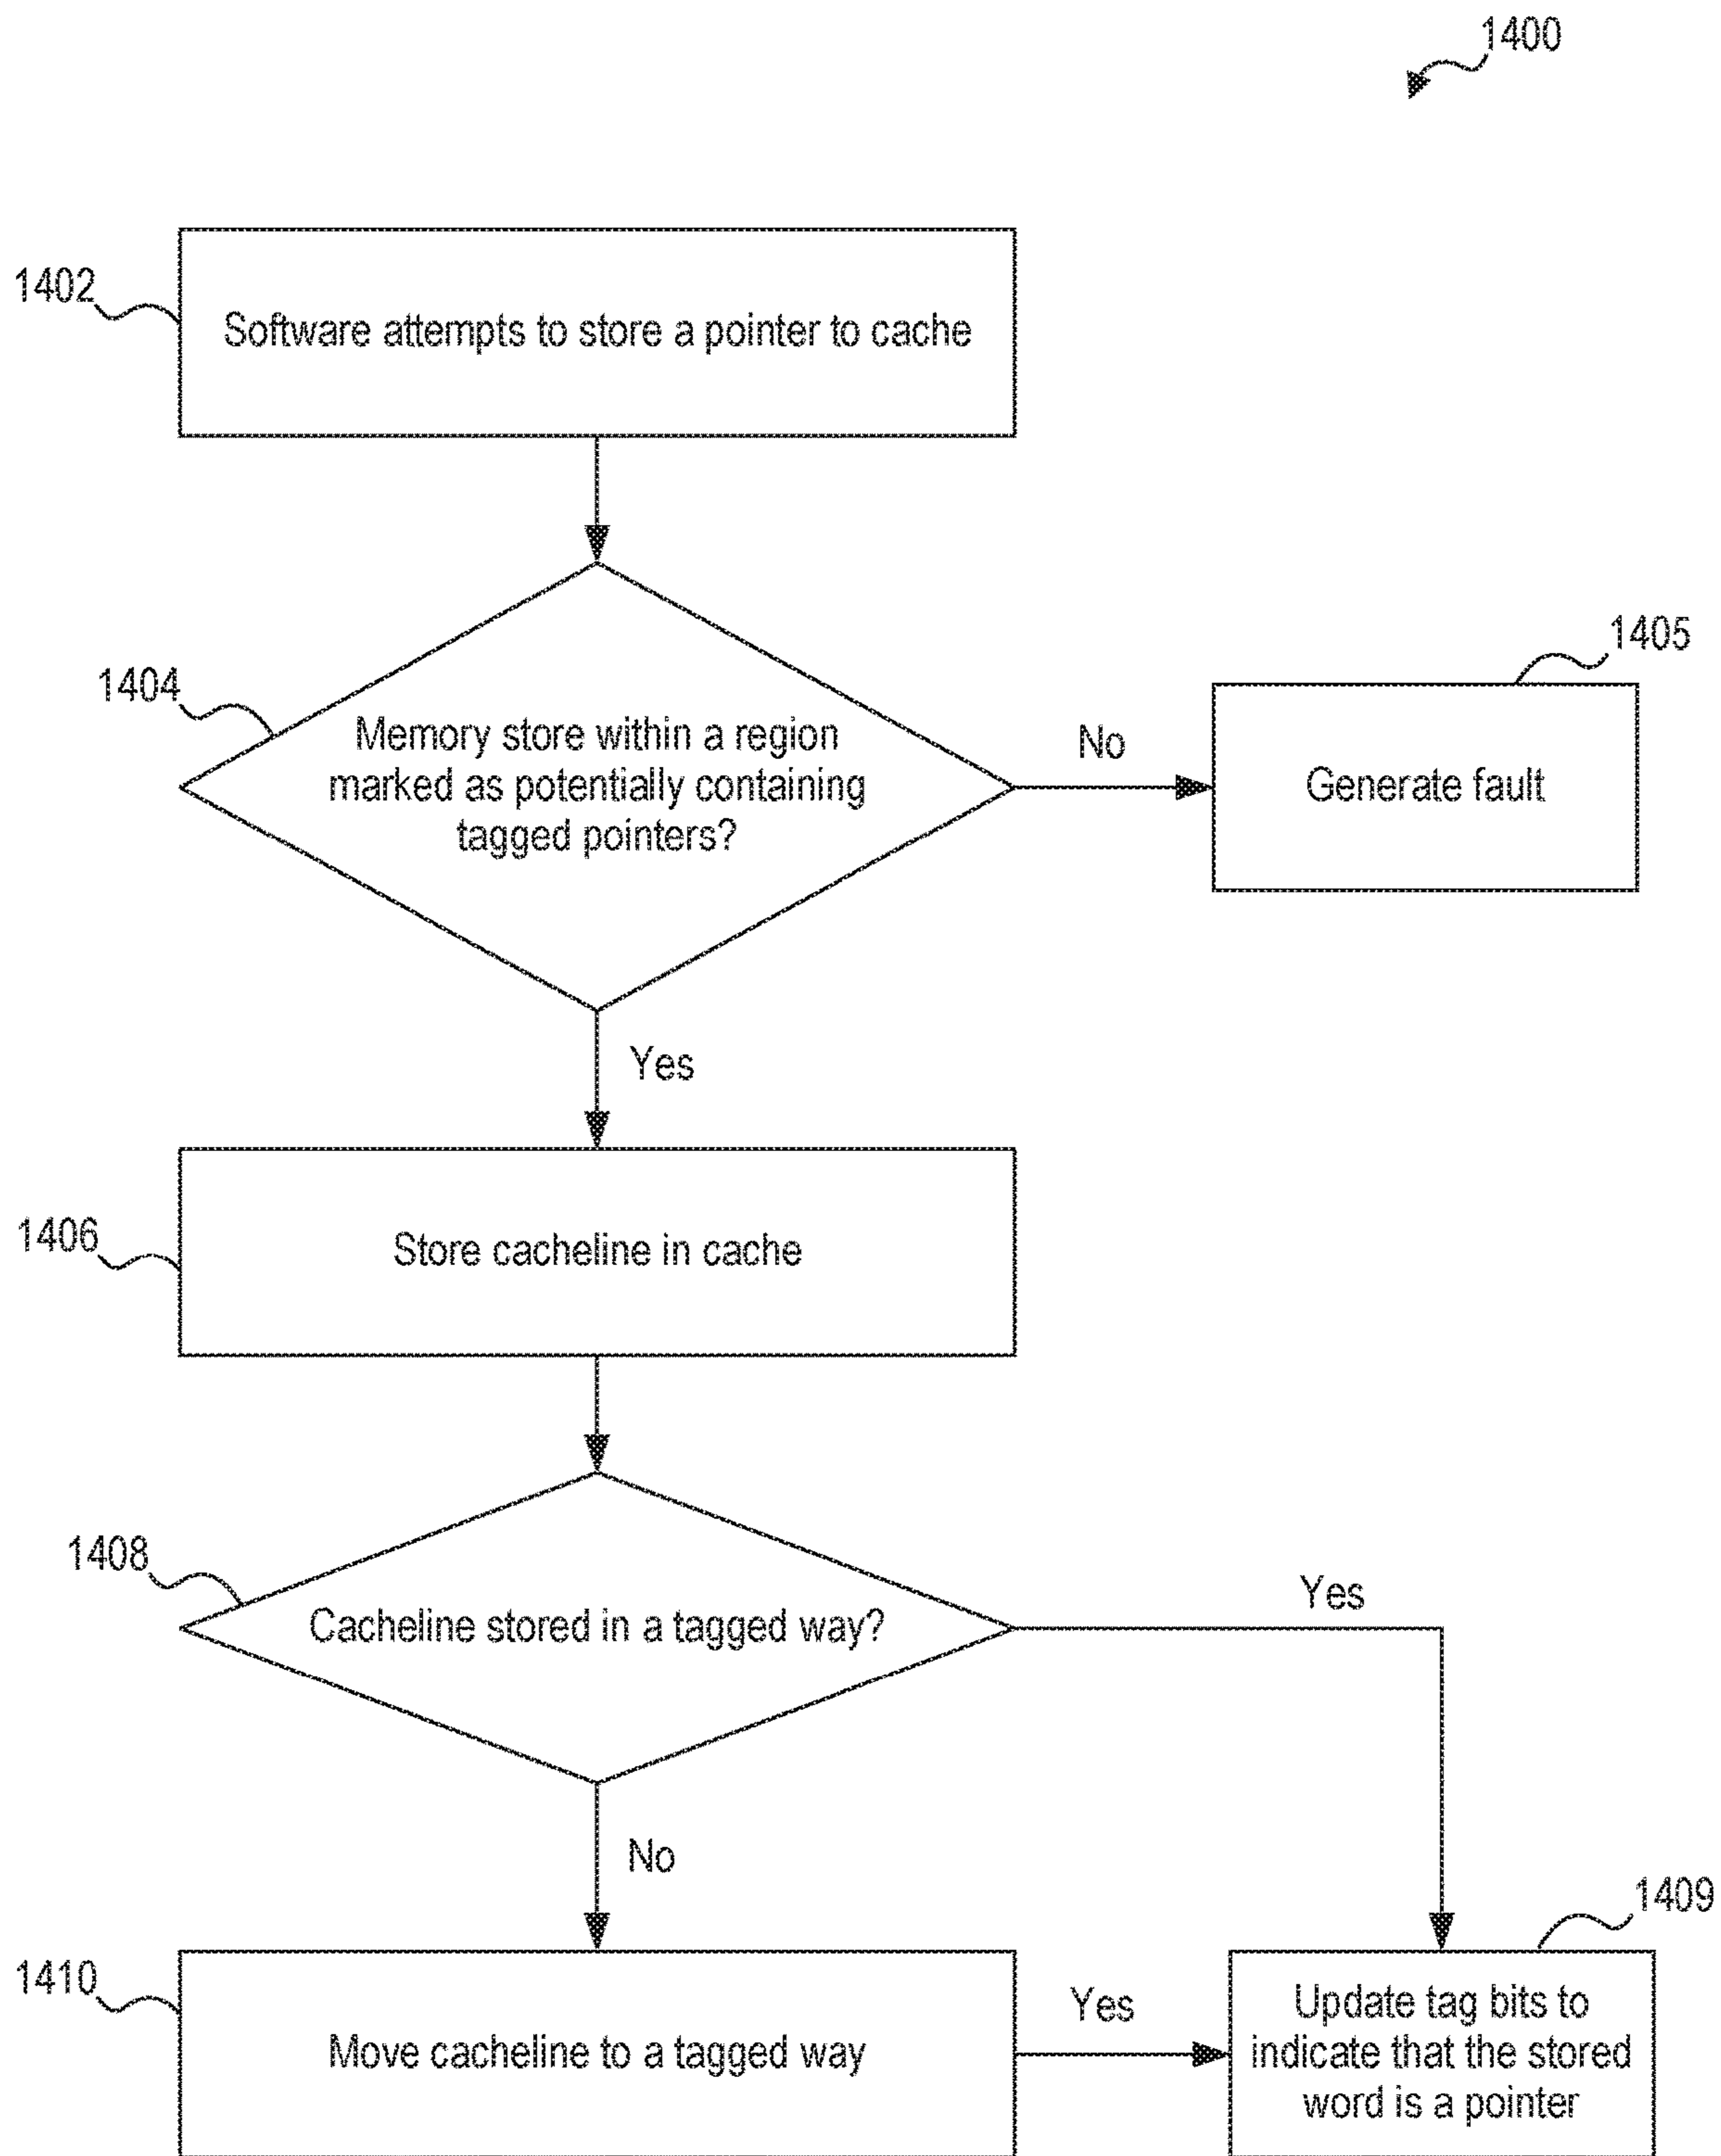 1400
1402
Software attempts to store a pointer to cache
1404
Memory store within a region
marked as potentially containing
tagged pointers?
No
1405
Generate fault
Yes
1406
Store cacheline in cache
1408
Cacheline stored in a tagged way?
Yes
No
1410
Move cacheline to a tagged way
Yes
1409
Update tag bits to
indicate that the stored
word is a pointer